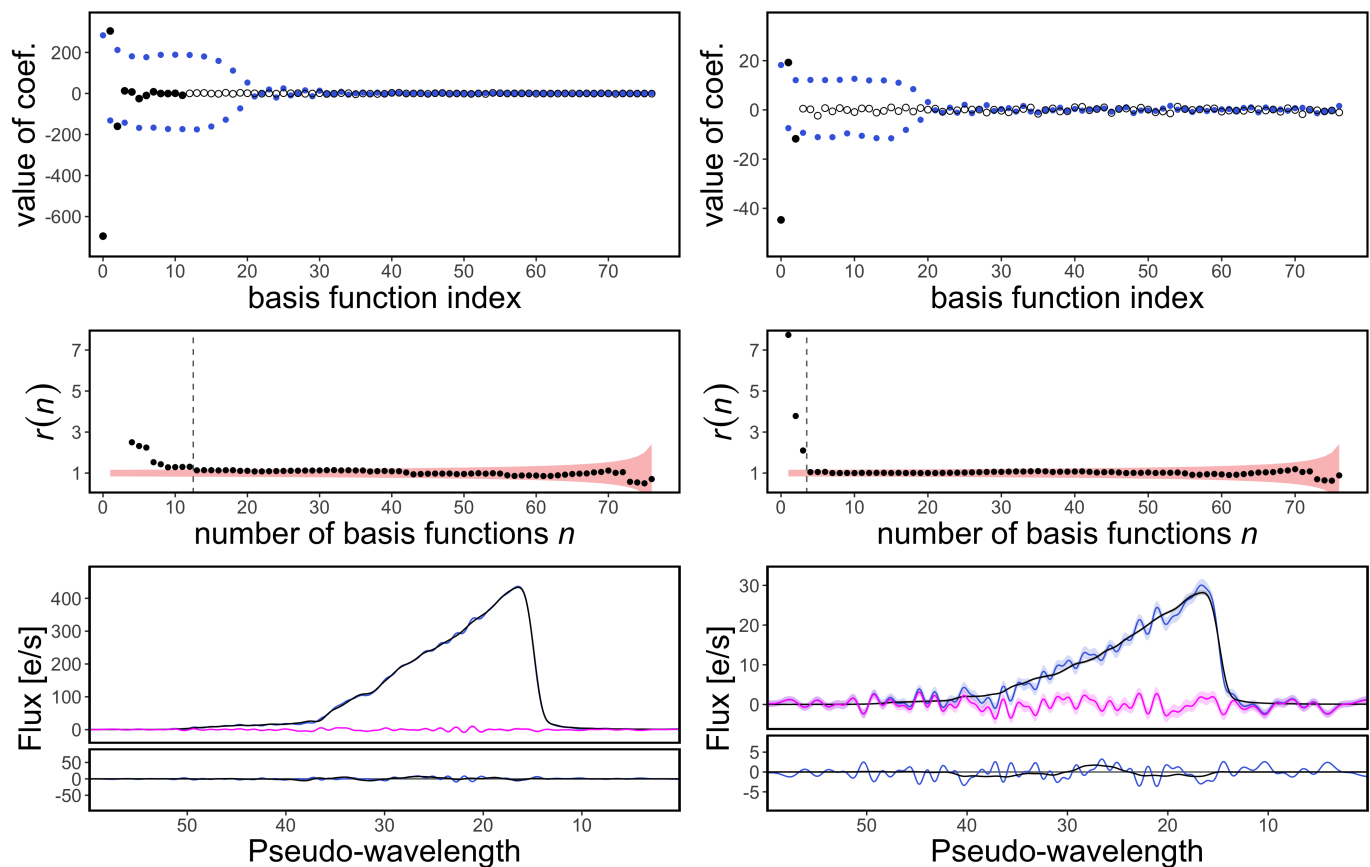 value of coef.
200
0
-200
-400
-600
0 10 20 30 40 50 60 70
basis function index
value of coef.
20
0
-20
-40
0 10 20 30 40 50 60 70
basis function index
r(n)
7
5
3
1
0 10 20 30 40 50 60 70
number of basis functions n
r(n)
7
5
3
1
0 10 20 30 40 50 60 70
number of basis functions n
Flux [e/s]
400
300
200
100
0
50
0
-50
50 40 30 20 10
Pseudo-wavelength
Flux [e/s]
30
20
10
0
5
0
-5
50 40 30 20 10
Pseudo-wavelength